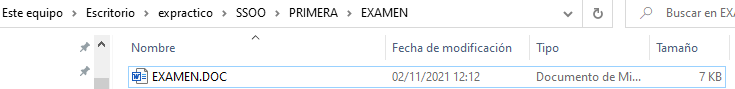 Este equipo > Escritorio > expractico > SSOO > PRIMERA > EXAMEN
Buscar en EXA
Nombre Fecha de modificación Tipo Tamaño
EXAMEN.DOC 02/11/2021 12:12 Documento de Mi... 7 KB